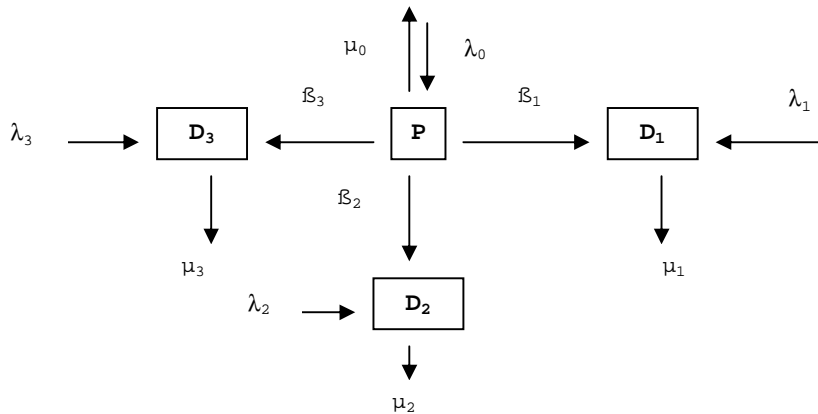 μ₀ λ₀
ß₃ ß₁ λ₁
λ₃ D₃ P D₁
ß₂
μ₃ μ₁
λ₂ D₂
μ₂